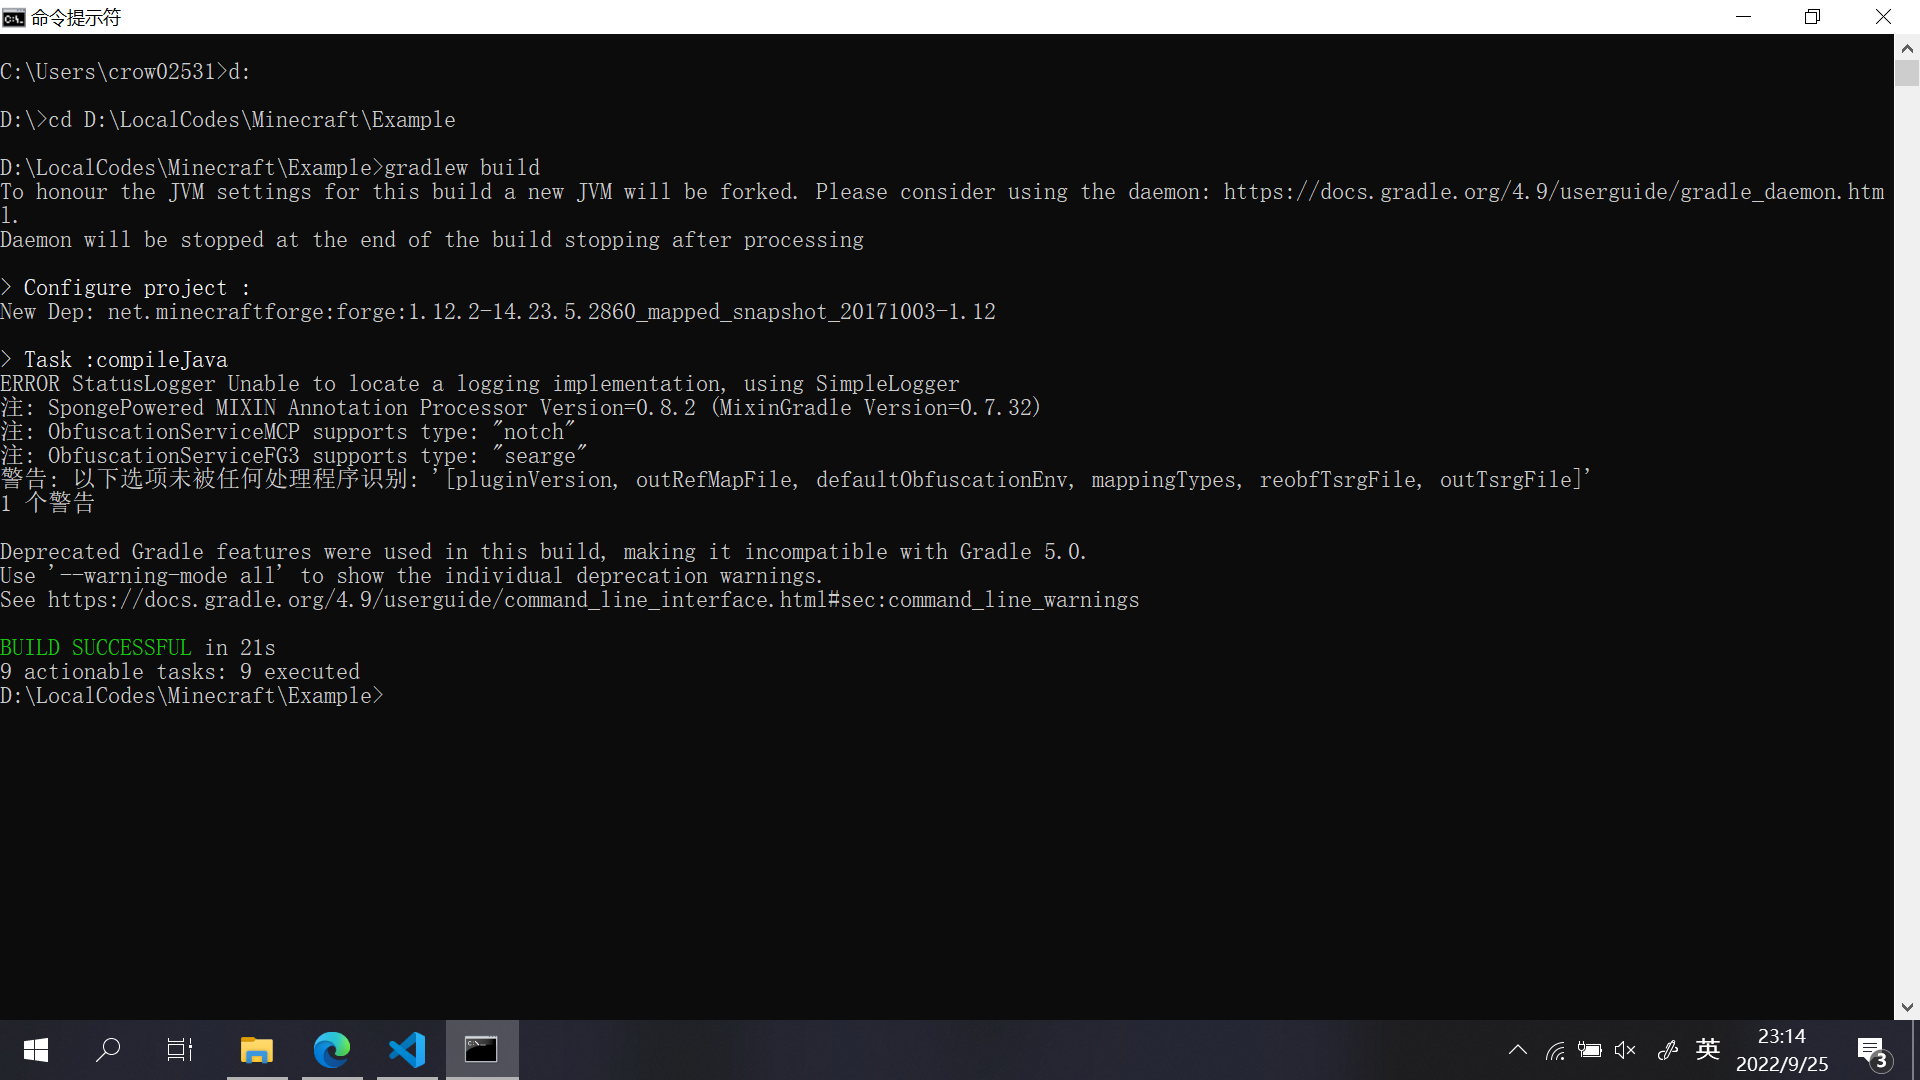 命令提示符
C:\Users\crow02531>d:
D:\>cd D:\LocalCodes\Minecraft\Example
D:\LocalCodes\Minecraft\Example>gradlew build
To honour the JVM settings for this build a new JVM will be forked. Please consider using the daemon: https://docs.gradle.org/4.9/userguide/gradle_daemon.htm
l.
Daemon will be stopped at the end of the build stopping after processing
> Configure project :
New Dep: net.minecraftforge:forge:1.12.2-14.23.5.2860_mapped_snapshot_20171003-1.12
> Task :compileJava
ERROR StatusLogger Unable to locate a logging implementation, using SimpleLogger
注: SpongePowered MIXIN Annotation Processor Version=0.8.2 (MixinGradle Version=0.7.32)
注: ObfuscationServiceMCP supports type: "notch"
注: ObfuscationServiceFG3 supports type: "searge"
警告: 以下选项未被任何处理程序识别: '[pluginVersion, outRefMapFile, defaultObfuscationEnv, mappingTypes, reobfTsrgFile, outTsrgFile]'
1 个警告
Deprecated Gradle features were used in this build, making it incompatible with Gradle 5.0.
Use '--warning-mode all' to show the individual deprecation warnings.
See https://docs.gradle.org/4.9/userguide/command_line_interface.html#sec:command_line_warnings
BUILD SUCCESSFUL in 21s
9 actionable tasks: 9 executed
D:\LocalCodes\Minecraft\Example>
英
23:14
2022/9/25
3